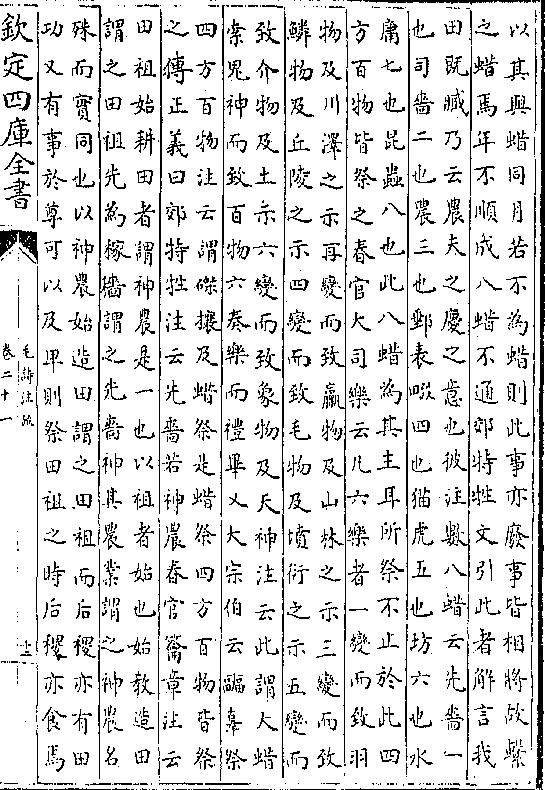 以其與蜡同月若不為蜡則此事亦廢事皆相將故繫
之蜡焉年不順成八蜡不通郊特牲文引此者解言我
田既臧乃云農夫之慶之意也彼注數八蜡云先嗇一
也司嗇二也農三也郵表畷四也猫虎五也坊六也水
庸七也昆蟲八也此八蜡為其主耳所祭不止於此四
方百物皆祭之春官大司樂云凡六樂者一變而致羽
物及川澤之示再變而致臝物及山林之示三變而致
鱗物及丘陵之示四變而致毛物及墳衍之示五變而
致介物及土示六變而致象物及天神注云此謂大蜡
索鬼神而致百物六奏樂而禮畢又大宗伯云疈辜祭
四方百物注云謂磔攘及蜡祭是蜡祭四方百物皆祭
之傳正義曰郊特牲注云先嗇若神農春官籥章注云
田祖始耕田者謂神農是一也以祖者始也始教造田
謂之田祖先為稼穡謂之先嗇神其農業謂之神農名
殊而實同也以神農始造田謂之田祖而后稷亦有田
功又有事於尊可以及卑則祭田祖之時后稷亦食焉
欽定四庫全書
毛詩注疏
卷二十一